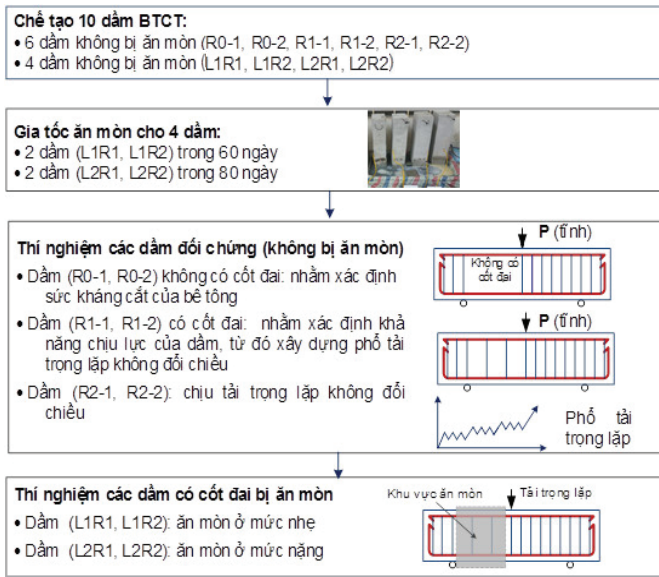 Chế tạo 10 dầm BTCT:
• 6 dầm không bị ăn mòn (R0-1, R0-2, R1-1, R1-2, R2-1, R2-2)
• 4 dầm không bị ăn mòn (L1R1, L1R2, L2R1, L2R2)
Gia tốc ăn mòn cho 4 dầm:
• 2 dầm (L1R1, L1R2) trong 60 ngày
• 2 dầm (L2R1, L2R2) trong 80 ngày
Thí nghiệm các dầm đối chứng (không bị ăn mòn)
• Dầm (R0-1, R0-2) không có cốt đai: nhằm xác định
sức kháng cắt của bê tông
• Dầm (R1-1, R1-2) có cốt đai: nhằm xác định khả
năng chịu lực của dầm, từ đó xây dựng phổ tải
trọng lặp không đổi chiều
• Dầm (R2-1, R2-2): chịu tải trọng lặp không đổi
chiều
P (tĩnh)
Không có
cốt đai
P (tĩnh)
Phổ tải
trọng lặp
Thí nghiệm các dầm có cốt đai bị ăn mòn
• Dầm (L1R1, L1R2): ăn mòn ở mức nhẹ
• Dầm (L2R1, L2R2): ăn mòn ở mức nặng
Khu vực ăn mòn
Tải trọng lặp